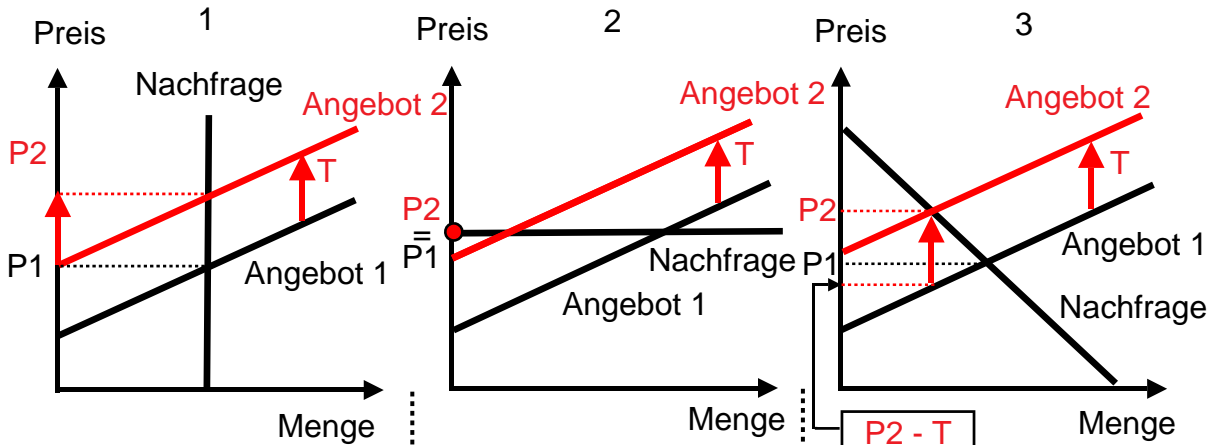 1
Preis
Nachfrage
Angebot 2
P2
T
P1
Angebot 1
Menge
2
Preis
Angebot 2
T
P2
=
P1
Nachfrage
Angebot 1
Menge
3
Preis
Angebot 2
T
P2
P1
Angebot 1
Nachfrage
P2 - T
Menge